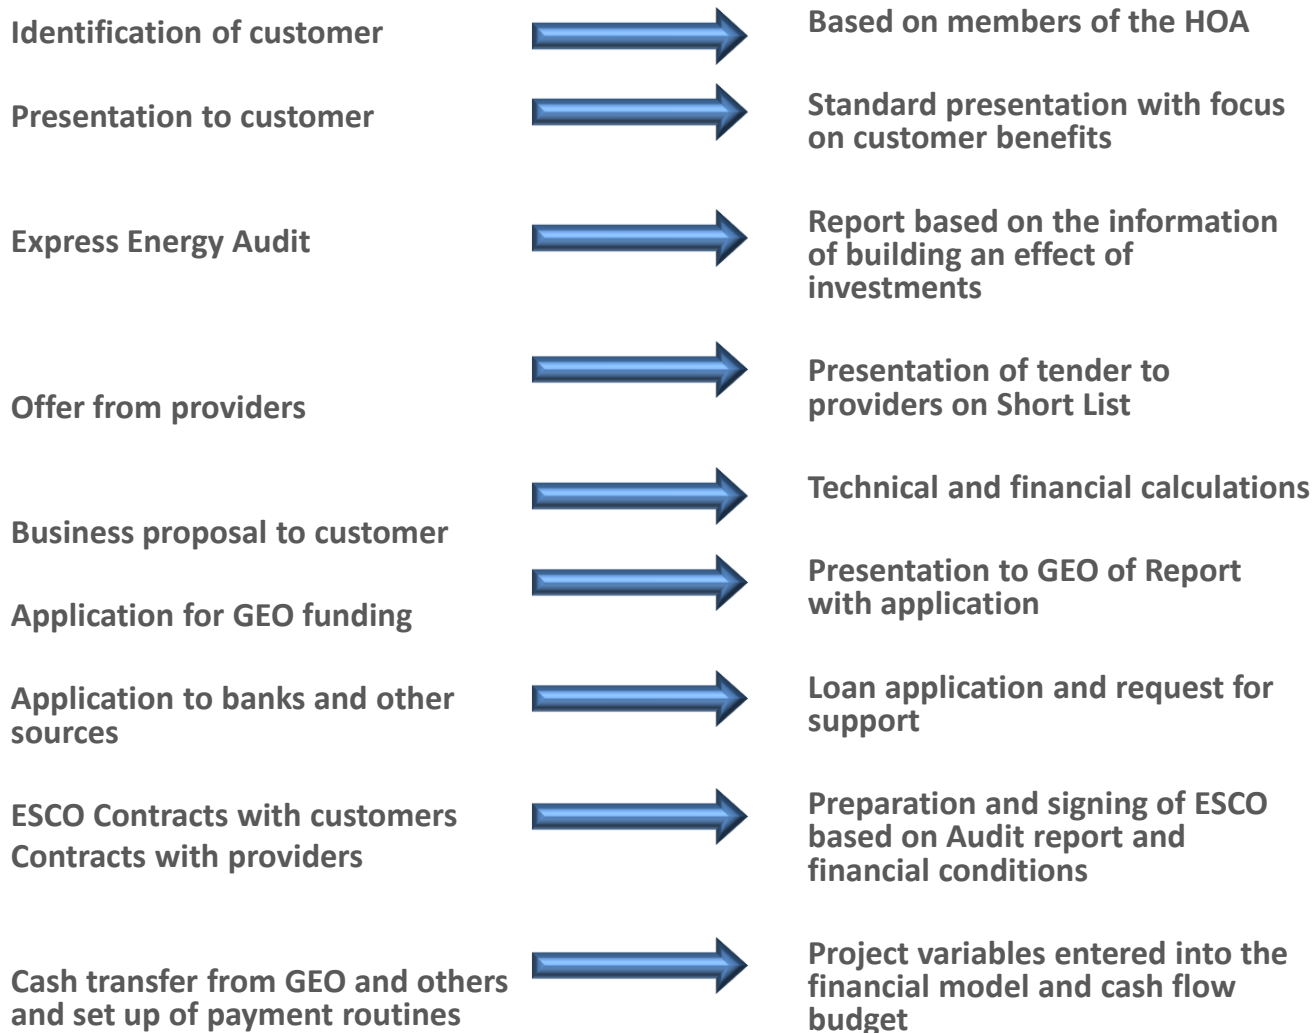 Identification of customer
Based on members of the HOA
Presentation to customer
Standard presentation with focus
on customer benefits
Express Energy Audit
Report based on the information
of building an effect of
investments
Offer from providers
Presentation of tender to
providers on Short List
Business proposal to customer
Technical and financial calculations
Application for GEO funding
Presentation to GEO of Report
with application
Application to banks and other
sources
Loan application and request for
support
ESCO Contracts with customers
Contracts with providers
Preparation and signing of ESCO
based on Audit report and
financial conditions
Cash transfer from GEO and others
and set up of payment routines
Project variables entered into the
financial model and cash flow
budget